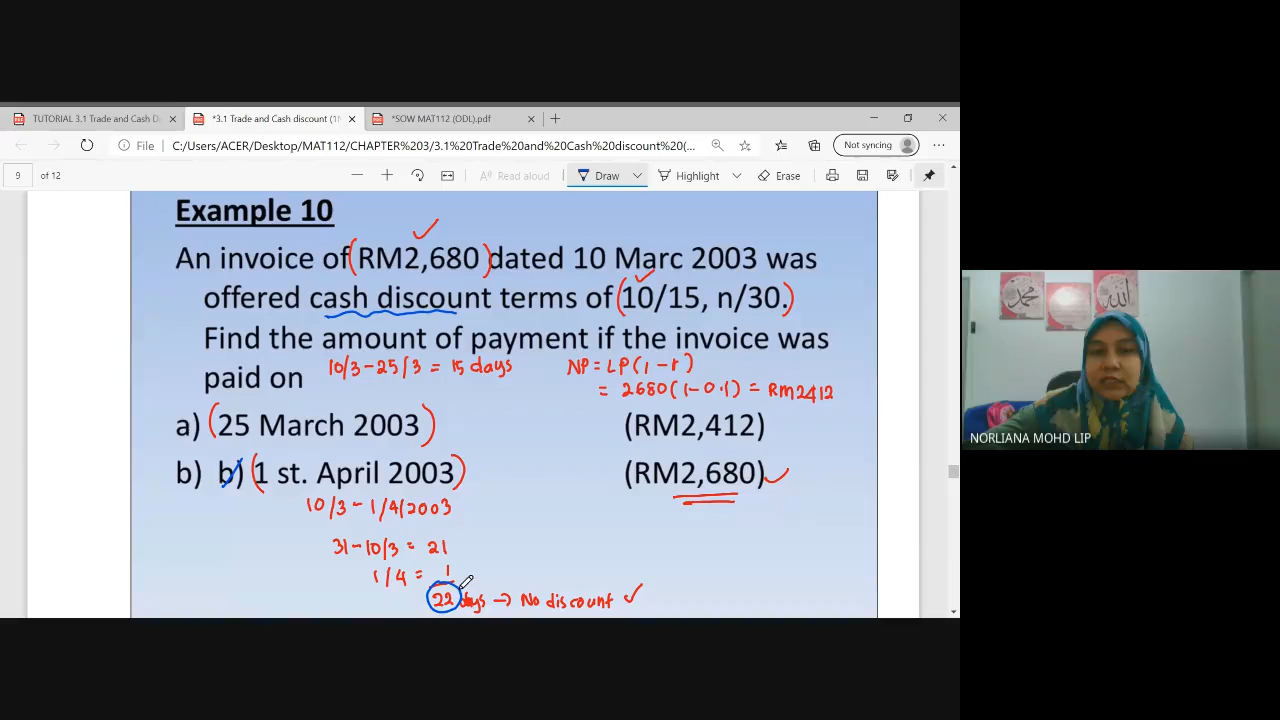 TUTORIAL 3.1 Trade and Cash D
*3.1 Trade and Cash discount (1
*SOW MAT112 (ODL).pdf
File
C:/Users/ACER/Desktop/MAT112/CHAPTER%203/3.1%20Trade%20and%20Cash%20discount%20(...
Not syncing
9 of 12
Read aloud
Draw
Highlight
Erase
Example 10
An invoice of (RM2,680) dated 10 Marc 2003 was
offered cash discount terms of (10/15, n/30.)
Find the amount of payment if the invoice was
paid on
10/3 - 25/3 = 15 days
NP = LP(1 - r)
= 2680(1 - 0.1) = RM2412
a) (25 March 2003)
(RM2,412)
b) b) (1 st. April 2003)
(RM2,680)
10/3 - 1/4/2003
31 - 10/3 = 21
1/4 = 1
22 days → No discount
NORLIANA MOHD LIP
محمد
الله